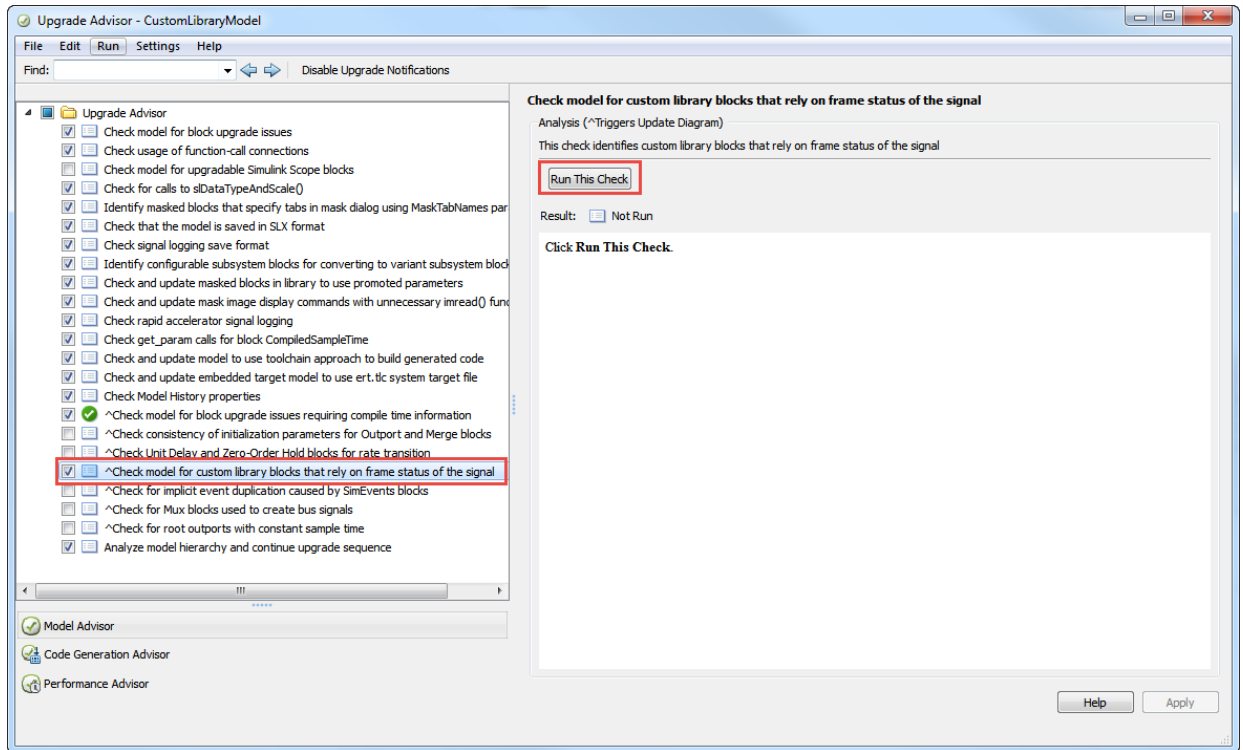 Upgrade Advisor - CustomLibraryModel
File Edit Run Settings Help
Find: Disable Upgrade Notifications
Upgrade Advisor
Check model for block upgrade issues
Check usage of function-call connections
Check model for upgradable Simulink Scope blocks
Check for calls to slDataTypeAndScale()
Identify masked blocks that specify tabs in mask dialog using MaskTabNames par
Check that the model is saved in SLX format
Check signal logging save format
Identify configurable subsystem blocks for converting to variant subsystem block
Check and update masked blocks in library to use promoted parameters
Check and update mask image display commands with unnecessary imread() func
Check rapid accelerator signal logging
Check get_param calls for block CompiledSampleTime
Check and update model to use toolchain approach to build generated code
Check and update embedded target model to use ert.tlc system target file
Check Model History properties
^Check model for block upgrade issues requiring compile time information
^Check consistency of initialization parameters for Outport and Merge blocks
^Check Unit Delay and Zero-Order Hold blocks for rate transition
^Check model for custom library blocks that rely on frame status of the signal
^Check for implicit event duplication caused by SimEvents blocks
^Check for Mux blocks used to create bus signals
^Check for root outports with constant sample time
Analyze model hierarchy and continue upgrade sequence
Model Advisor
Code Generation Advisor
Performance Advisor
Check model for custom library blocks that rely on frame status of the signal
Analysis (^Triggers Update Diagram)
This check identifies custom library blocks that rely on frame status of the signal
Run This Check
Result: Not Run
Click Run This Check.
Help Apply